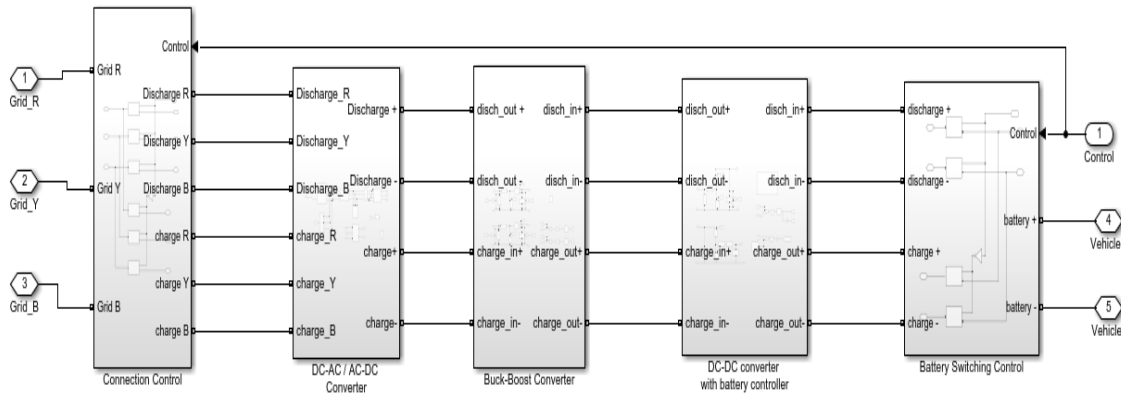 Control
1
Grid_R
Grid R
Discharge R
Discharge Y
2
Grid_Y
Grid Y
Discharge B
charge R
charge Y
3
Grid_B
Grid B
charge B
Connection Control
Discharge_R
Discharge_Y
Discharge_B
charge_R
charge_Y
charge_B
Discharge +
Discharge -
charge+
charge-
DC-AC / AC-DC
Converter
disch_out +
disch_out -
charge_in+
charge_in-
disch_in+
disch_in-
charge_out+
charge_out-
Buck-Boost Converter
disch_out+
disch_out-
charge_in+
charge_in-
disch_in+
disch_in-
charge_out+
charge_out-
DC-DC converter
with battery controller
discharge +
discharge -
charge +
charge -
Control
battery +
battery -
Battery Switching Control
1
Control
4
Vehicle
5
Vehicle